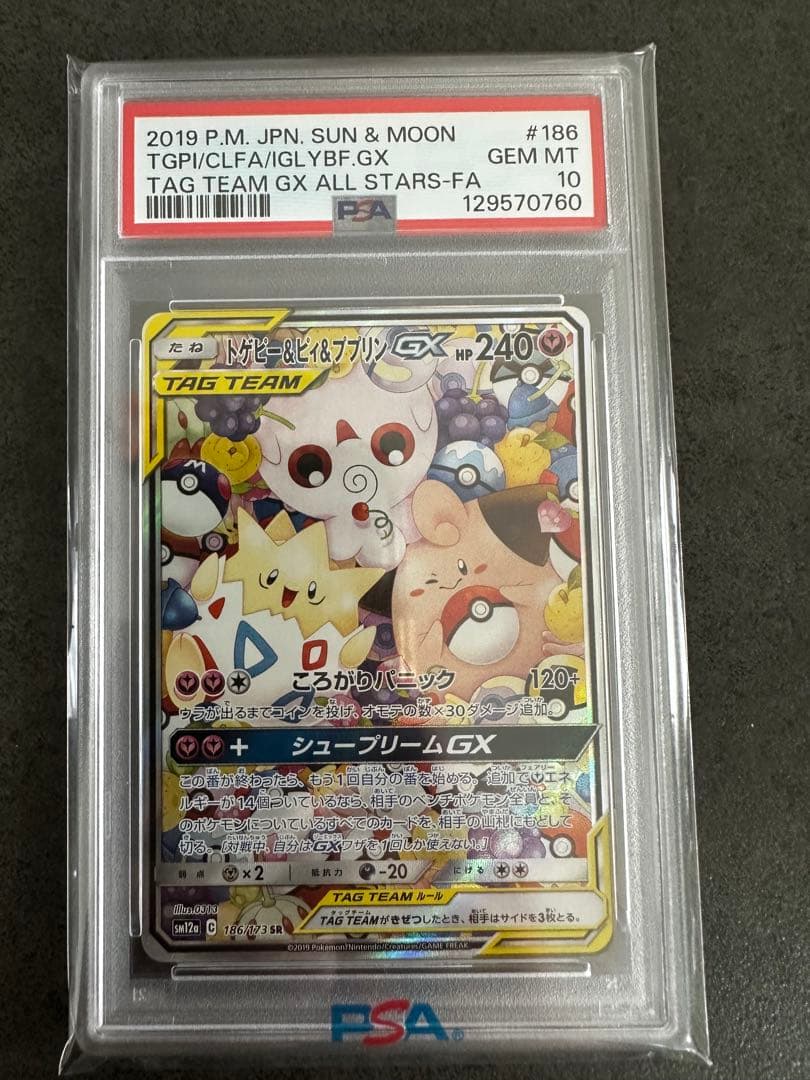 2019 P.M. JPN. SUN & MOON #186
TGPI/CLFA/IGLYBF.GX GEM MT
TAG TEAM GX ALL STARS-FA 10
PSA 129570760
たね トゲピー&ピィ&ププリンGX HP240
TAG TEAM
ころがりパニック 120+
ウラが出るまでコインを投げ、オモテの数×30ダメージ追加。
+ シュープリームGX
この番が終わったら、もう1回自分の番を始める。追加でエネ
ルギーが14個ついているなら、相手のベンチポケモン全員と、そ
のポケモンについているすべてのカードを、相手の山札にもどして
切る。[対戦中、自分はGXワザを1回しか使えない。]
弱点 ×2 抵抗力 -20 にげる
TAG TEAM ルール
TAG TEAMがきぜつしたとき、相手はサイドを3枚とる。
illus.0313
sm12a C 186/173 SR
©2019 Pokémon/Nintendo/Creatures/GAME FREAK
PSA®